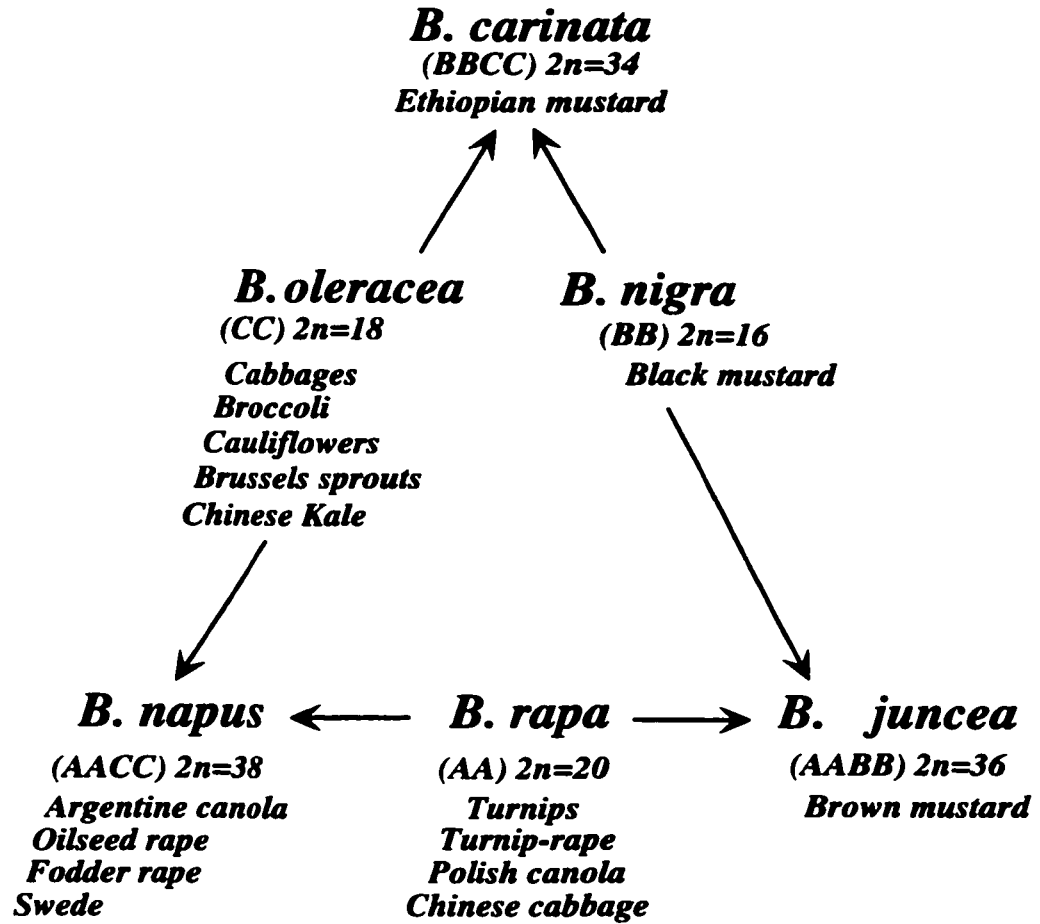 B. carinata
(BBCC) 2n=34
Ethiopian mustard
B. oleracea
(CC) 2n=18
Cabbages
Broccoli
Cauliflowers
Brussels sprouts
Chinese Kale
B. nigra
(BB) 2n=16
Black mustard
B. napus
(AACC) 2n=38
Argentine canola
Oilseed rape
Fodder rape
Swede
B. rapa
(AA) 2n=20
Turnips
Turnip-rape
Polish canola
Chinese cabbage
B. juncea
(AABB) 2n=36
Brown mustard